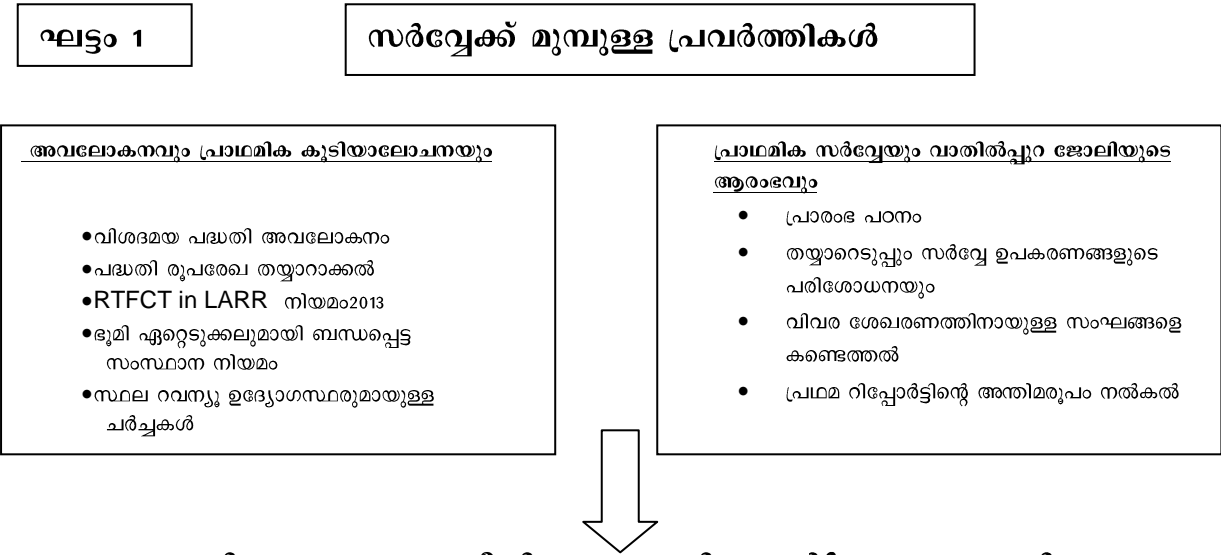 ഘട്ടം 1
സർവ്വേക്ക് മുമ്പുള്ള പ്രവർത്തികൾ
അവലോകനവും പ്രാഥമിക കൂടിയാലോചനയും
●വിശദമയ പദ്ധതി അവലോകനം
●പദ്ധതി രൂപരേഖ തയ്യാറാക്കൽ
●RTFCT in LARR നിയമം2013
●ഭൂമി ഏറ്റെടുക്കലുമായി ബന്ധപ്പെട്ട
സംസ്ഥാന നിയമം
●സ്ഥല റവന്യൂ ഉദ്യോഗസ്ഥരുമായുള്ള
ചർച്ചകൾ
പ്രാഥമിക സർവ്വേയും വാതിൽപ്പുറ ജോലിയുടെ
ആരംഭവും
● പ്രാരംഭ പഠനം
● തയ്യാറെടുപ്പും സർവ്വേ ഉപകരണങ്ങളുടെ
പരിശോധനയും
● വിവര ശേഖരണത്തിനായുള്ള സംഘങ്ങളെ
കണ്ടെത്തൽ
● പ്രഥമ റിപ്പോർട്ടിന്റെ അന്തിമരൂപം നൽകൽ